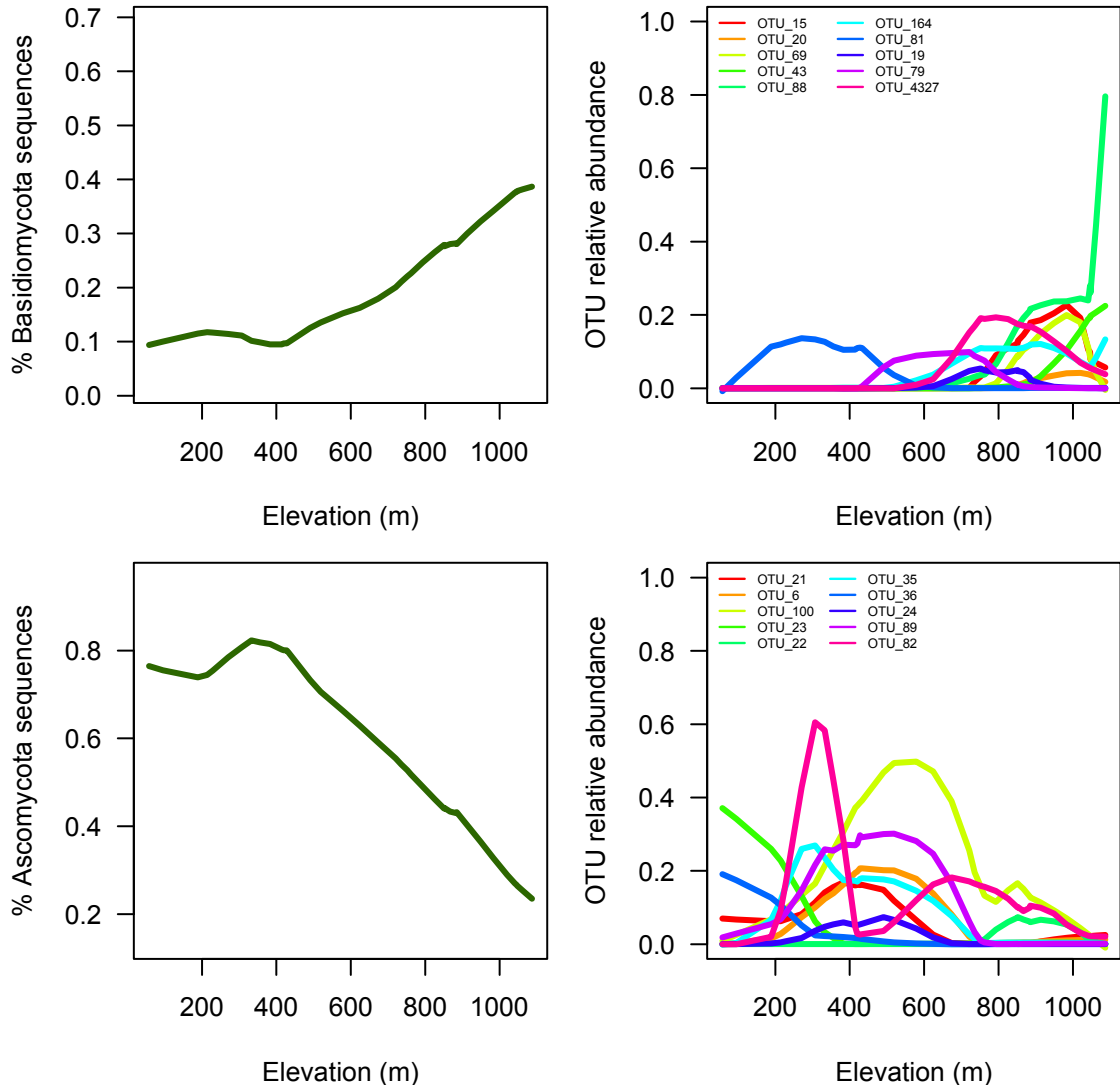 % Basidiomycota sequences
0.7
0.6
0.5
0.4
0.3
0.2
0.1
0.0
200 400 600 800 1000
Elevation (m)
OTU relative abundance
1.0
0.8
0.6
0.4
0.2
0.0
OTU_15 OTU_164
OTU_20 OTU_81
OTU_69 OTU_19
OTU_43 OTU_79
OTU_88 OTU_4327
200 400 600 800 1000
Elevation (m)
% Ascomycota sequences
0.8
0.6
0.4
0.2
200 400 600 800 1000
Elevation (m)
OTU relative abundance
1.0
0.8
0.6
0.4
0.2
0.0
OTU_21 OTU_35
OTU_6 OTU_36
OTU_100 OTU_24
OTU_23 OTU_89
OTU_22 OTU_82
200 400 600 800 1000
Elevation (m)